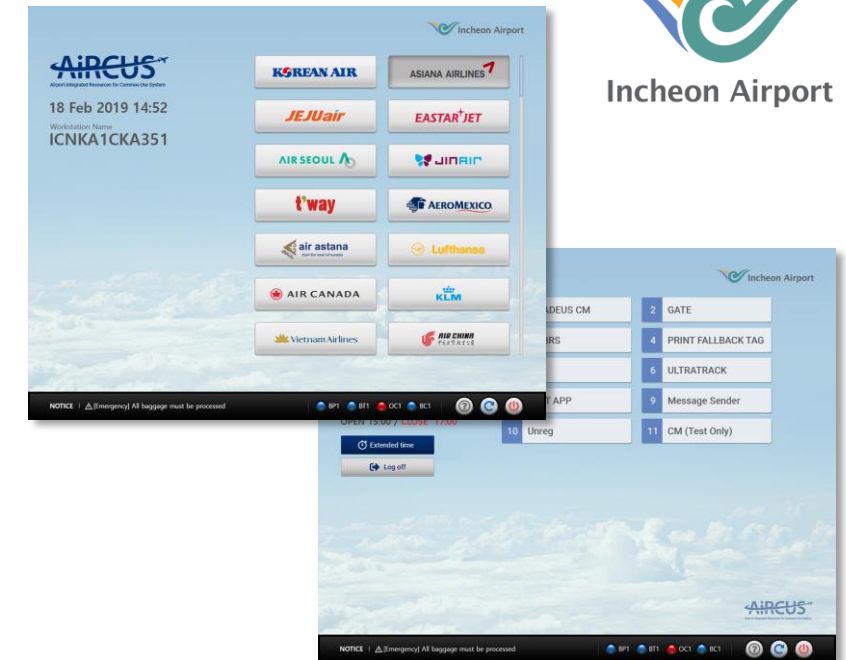 Incheon Airport
Incheon Airport
AiRCUS
Airport Integrated Resources for Common Use System
18 Feb 2019 14:52
Workstation Name
ICNKA1CKA351
KOREAN AIR
ASIANA AIRLINES
JEJUair
EASTAR JET
AIR SEOUL
JINAIR
t'way
AEROMEXICO
air astana
Lufthansa
AIR CANADA
KLM
Vietnam Airlines
AIR CHINA
NOTICE | [Emergency] All baggage must be processed
BP1 BT1 OC1 BC1
Incheon Airport
ADEUS CM
2 GATE
IRS
4 PRINT FALLBACK TAG
6 ULTRATRACK
T APP
9 Message Sender
10 Unreg
11 CM (Test Only)
OPEN 15:00 / CLOSE 17:00
Extended time
Log off
AiRCUS
NOTICE | [Emergency] All baggage must be processed
BP1 BT1 OC1 BC1